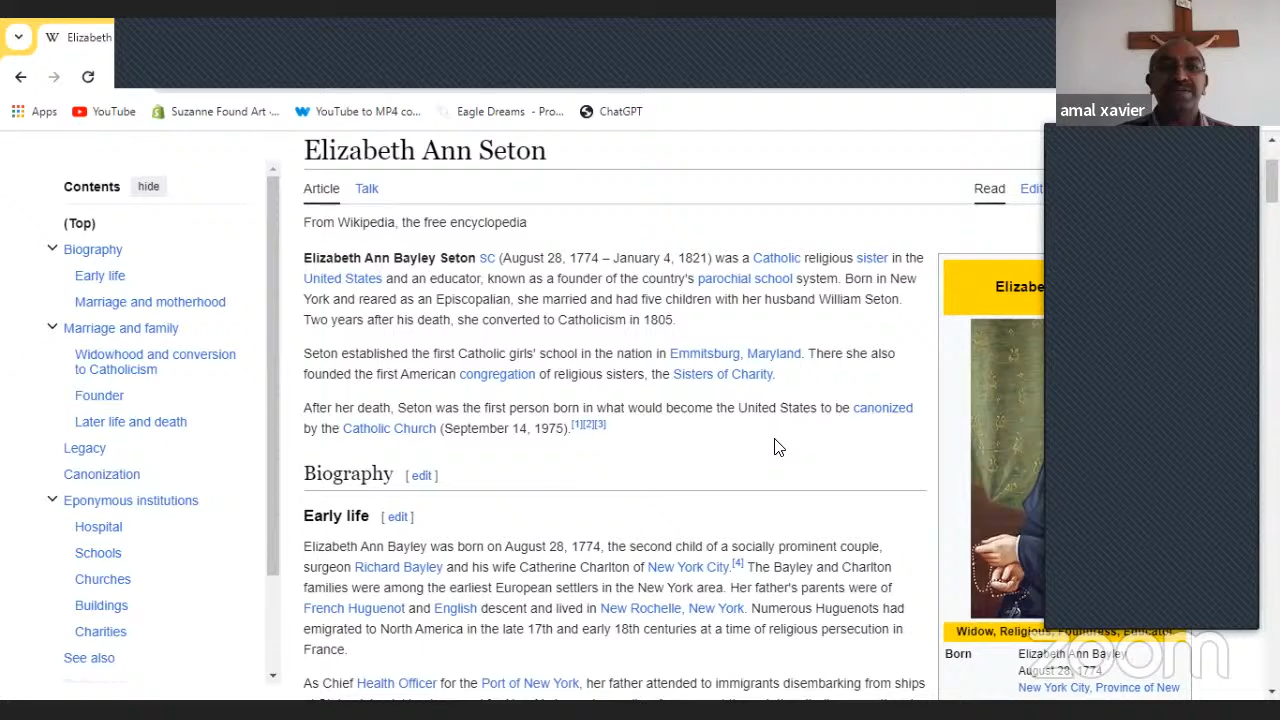 Elizabeth
Apps
YouTube
Suzanne Found Art -...
YouTube to MP4 co...
Eagle Dreams - Pro...
ChatGPT
amal xavier
Elizabeth Ann Seton
Contents hide
Article Talk
Read Edit
(Top)
From Wikipedia, the free encyclopedia
Biography
Early life
Marriage and motherhood
Marriage and family
Widowhood and conversion
to Catholicism
Founder
Later life and death
Legacy
Canonization
Eponymous institutions
Hospital
Schools
Churches
Buildings
Charities
See also
Elizabeth Ann Bayley Seton SC (August 28, 1774 – January 4, 1821) was a Catholic religious sister in the
United States and an educator, known as a founder of the country's parochial school system. Born in New
York and reared as an Episcopalian, she married and had five children with her husband William Seton.
Two years after his death, she converted to Catholicism in 1805.
Seton established the first Catholic girls' school in the nation in Emmitsburg, Maryland. There she also
founded the first American congregation of religious sisters, the Sisters of Charity.
After her death, Seton was the first person born in what would become the United States to be canonized
by the Catholic Church (September 14, 1975).[1][2][3]
Biography [ edit ]
Early life [ edit ]
Elizabeth Ann Bayley was born on August 28, 1774, the second child of a socially prominent couple,
surgeon Richard Bayley and his wife Catherine Charlton of New York City.[4] The Bayley and Charlton
families were among the earliest European settlers in the New York area. Her father's parents were of
French Huguenot and English descent and lived in New Rochelle, New York. Numerous Huguenots had
emigrated to North America in the late 17th and early 18th centuries at a time of religious persecution in
France.
As Chief Health Officer for the Port of New York, her father attended to immigrants disembarking from ships
Elizabe
Widow, Religious, Foundress, Educator
Born Elizabeth Ann Bayley
August 28, 1774
New York City, Province of New
zoom